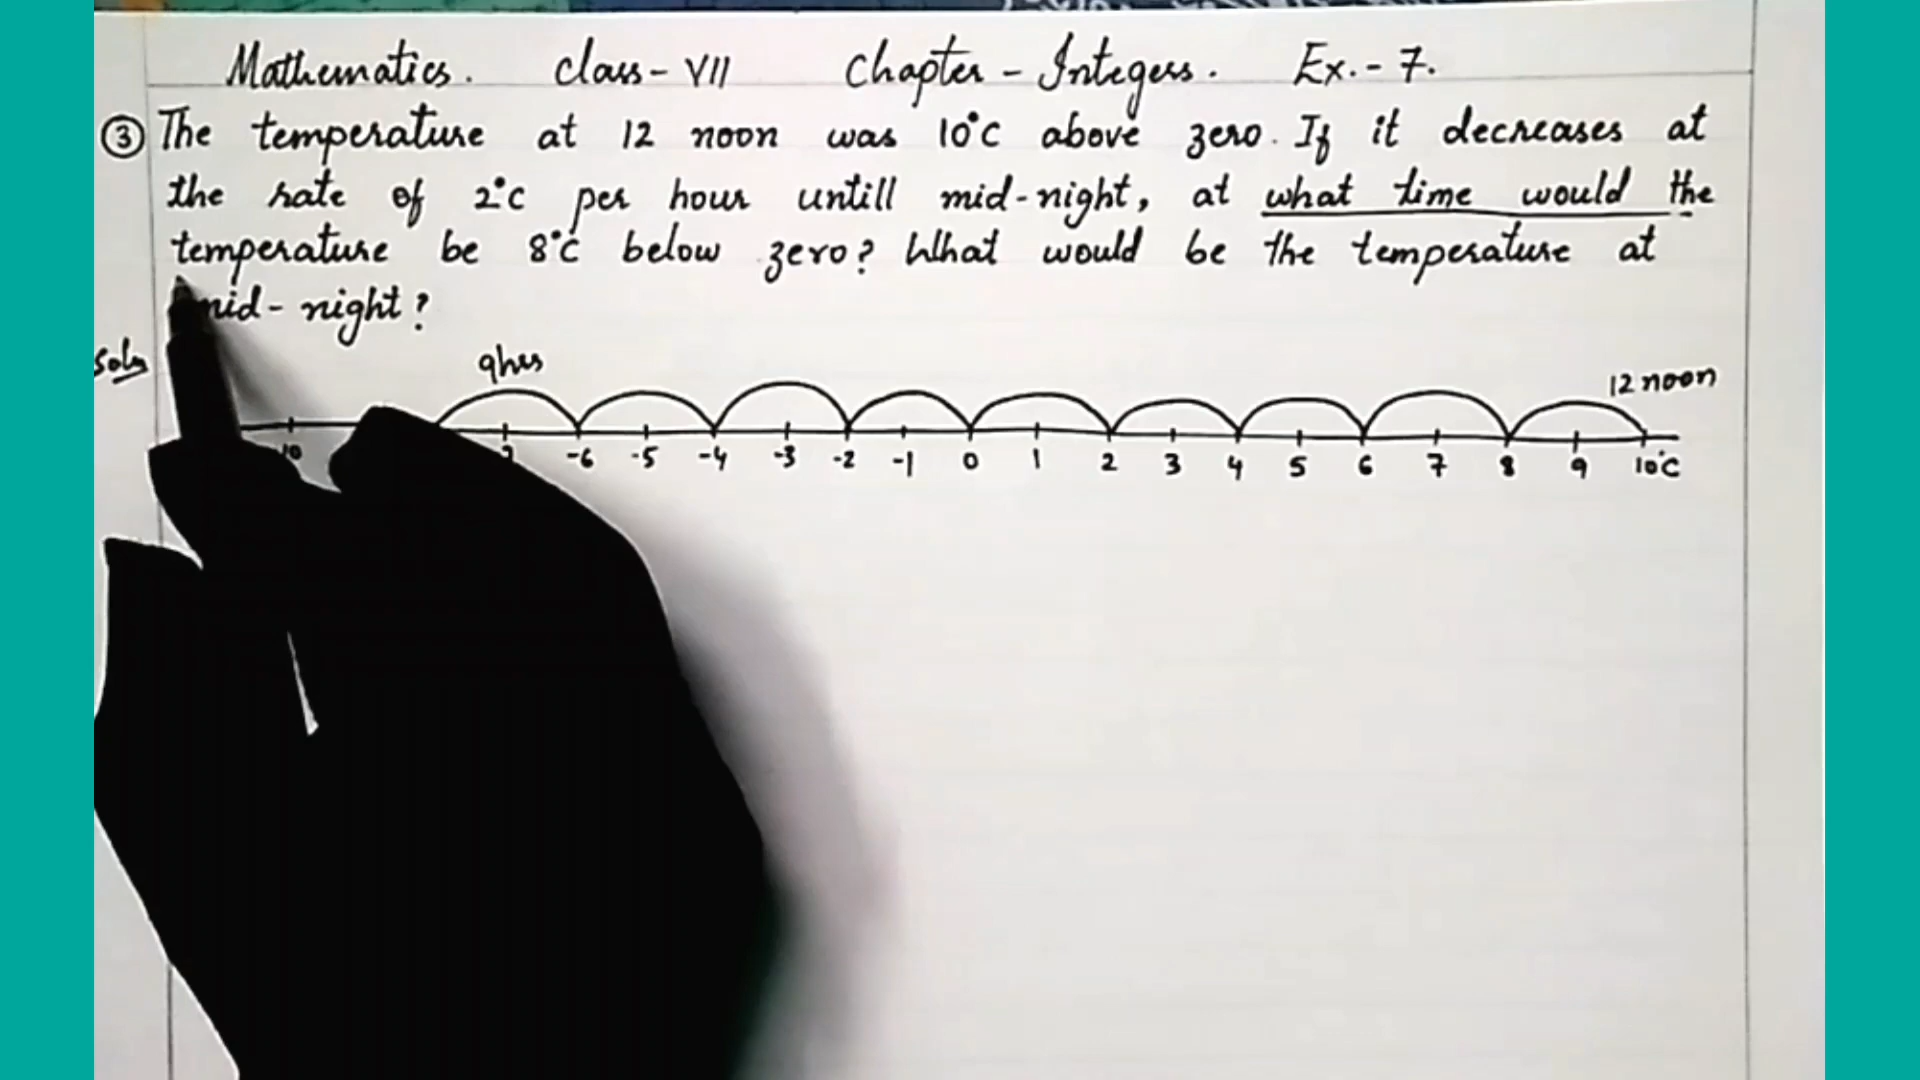 Mathematics. Class - VII Chapter - Integers. Ex. - 7.
③ The temperature at 12 noon was 10°C above zero. If it decreases at
the rate of 2°C per hour untill mid-night, at what time would the
temperature be 8°C below zero? What would be the temperature at
mid-night?
Soln
9hrs
12 noon
-6 -5 -4 -3 -2 -1 0 1 2 3 4 5 6 7 8 9 10°C